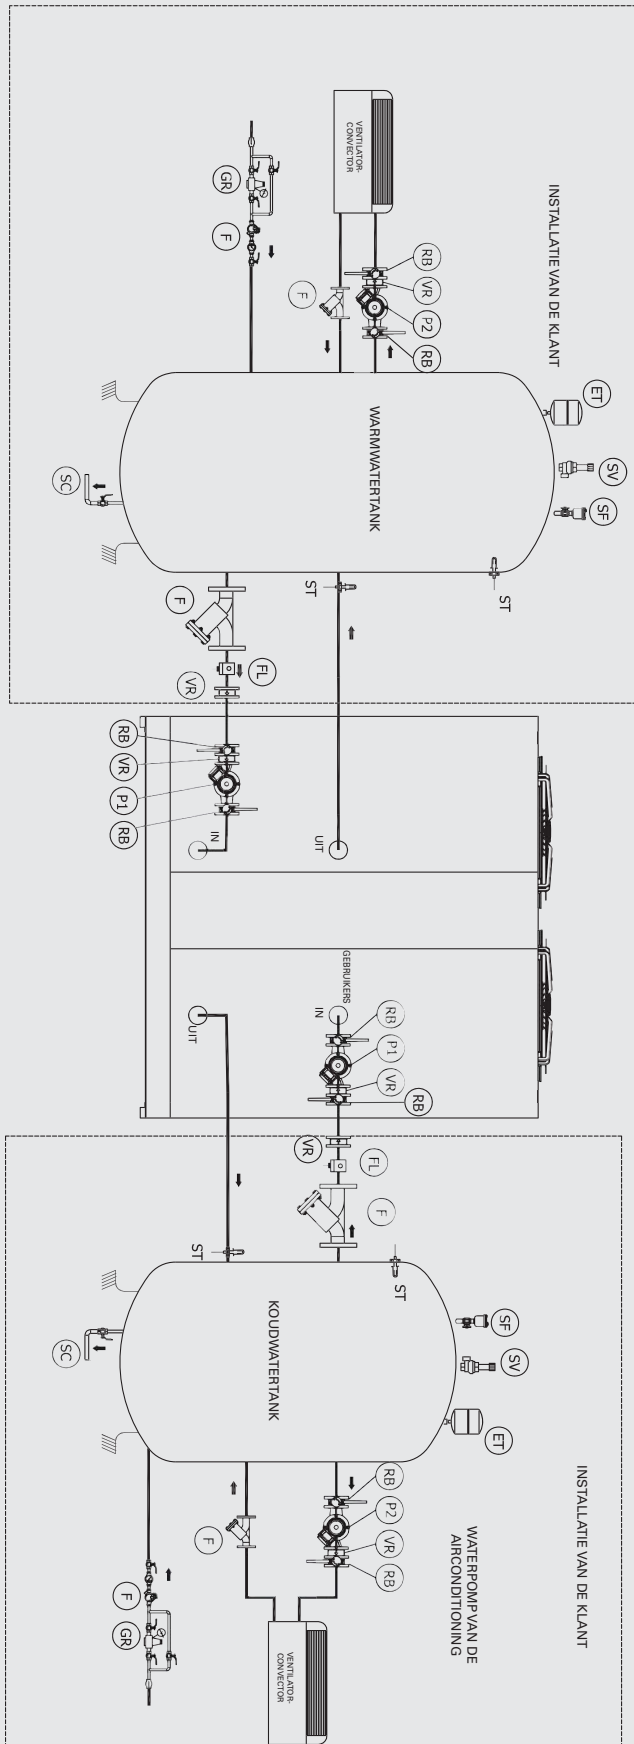 INSTALLATIE VAN DE KLANT
VENTILATOR-
CONVECTOR
RB
VR
P2
RB
F
GR
F
ET
SV
SF
WARMWATERTANK
SC
ST
ST
F
FL
VR
RB
VR
P1
RB
IN
UIT
GEBRUIKERS
IN
UIT
RB
P1
VR
RB
VR
FL
F
ST
ST
SF
SV
ET
KOUDWATERTANK
SC
INSTALLATIE VAN DE KLANT
WATERPOMP VAN DE
AIRCONDITIONING
RB
P2
VR
RB
F
F
GR
VENTILATOR-
CONVECTOR